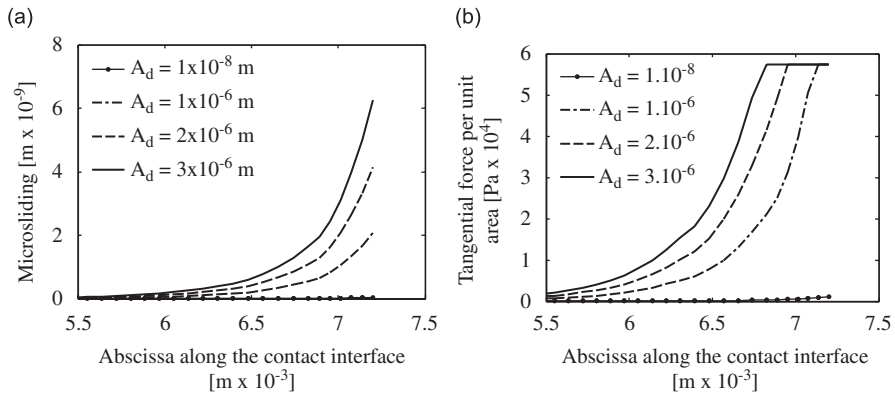 (a)
8
6
4
2
0
A_d = 1x10^-8 m
A_d = 1x10^-6 m
A_d = 2x10^-6 m
A_d = 3x10^-6 m
Microsliding [m x 10^-9]
5.5 6 6.5 7 7.5
Abscissa along the contact interface
[m x 10^-3]
(b)
6
5
4
3
2
1
0
A_d = 1.10^-8
A_d = 1.10^-6
A_d = 2.10^-6
A_d = 3.10^-6
Tangential force per unit
area [Pa x 10^4]
5.5 6.0 6.5 7.0 7.5
Abscissa along the contact interface
[m x 10^-3]